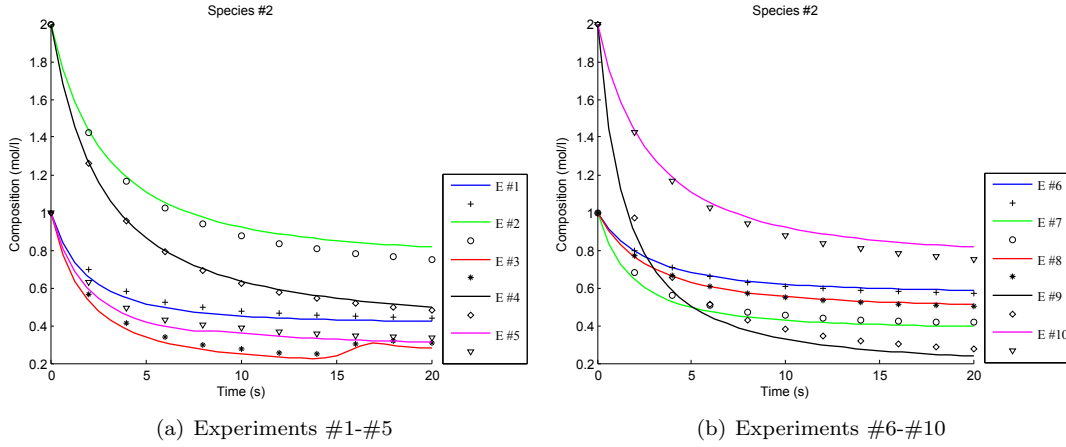 Species #2
Composition (mol/l)
2
1.8
1.6
1.4
1.2
1
0.8
0.6
0.4
0.2
0
5
10
15
20
Time (s)
E #1
E #2
E #3
E #4
E #5
(a) Experiments #1-#5
Species #2
Composition (mol/l)
2
1.8
1.6
1.4
1.2
1
0.8
0.6
0.4
0.2
0
5
10
15
20
Time (s)
E #6
E #7
E #8
E #9
E #10
(b) Experiments #6-#10